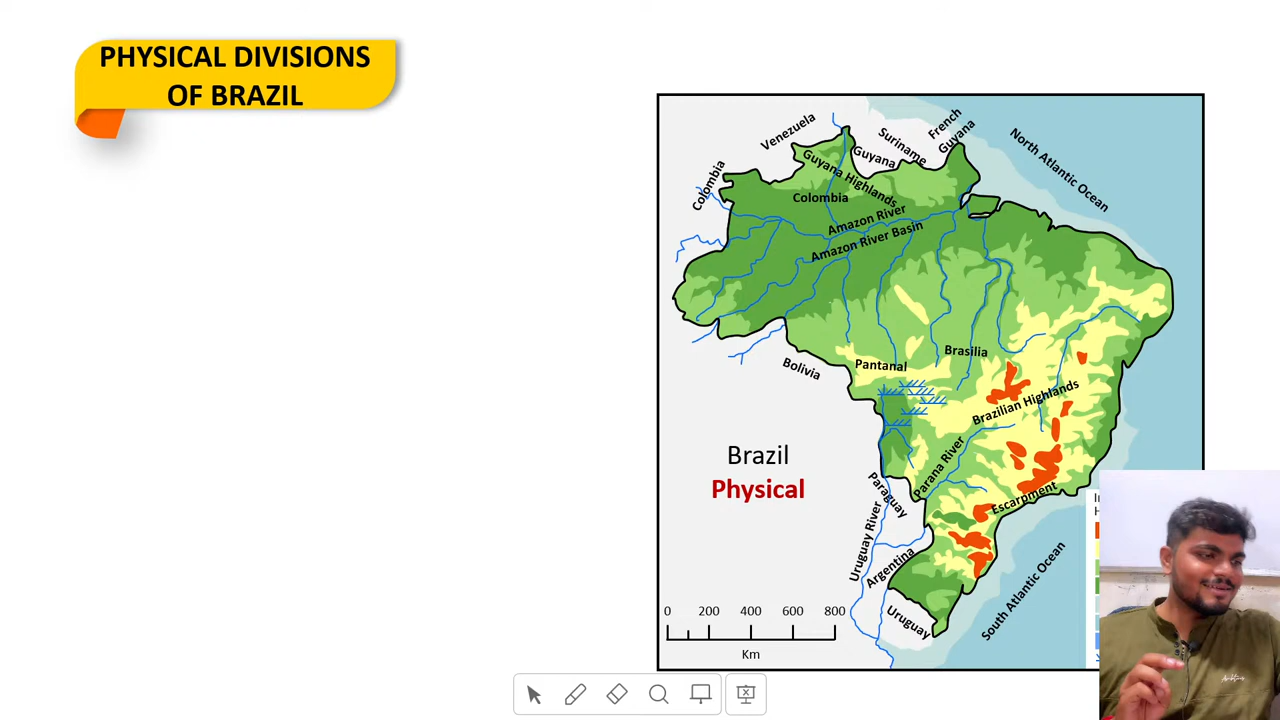 PHYSICAL DIVISIONS
OF BRAZIL
Venezuela
Colombia
Guyana
Suriname
French
Guyana
North Atlantic Ocean
Guyana Highlands
Colombia
Amazon River
Amazon River Basin
Bolivia
Pantanal
Brasilia
Brazilian Highlands
Brazil
Physical
Parana River
Paraguay
Escarpment
Uruguay River
Argentina
Uruguay
South Atlantic Ocean
0 200 400 600 800
Km